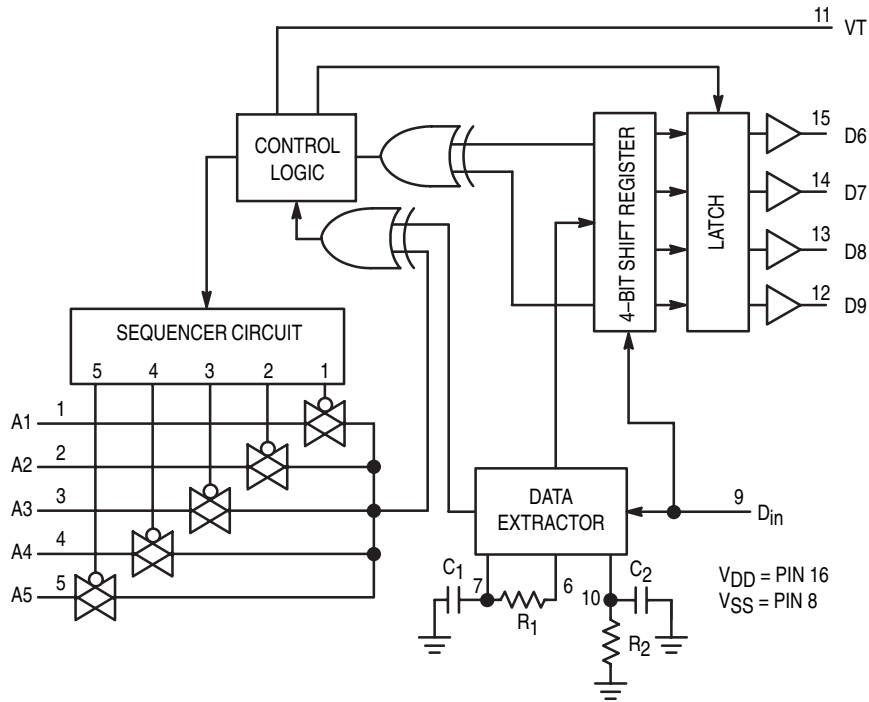 11 VT
CONTROL
LOGIC
4–BIT SHIFT REGISTER
LATCH
15 D6
14 D7
13 D8
12 D9
SEQUENCER CIRCUIT
5 4 3 2 1
A1 1
A2 2
A3 3
A4 4
A5 5
DATA
EXTRACTOR
9 Din
C1 7 6 10 C2
R1
R2
VDD = PIN 16
VSS = PIN 8